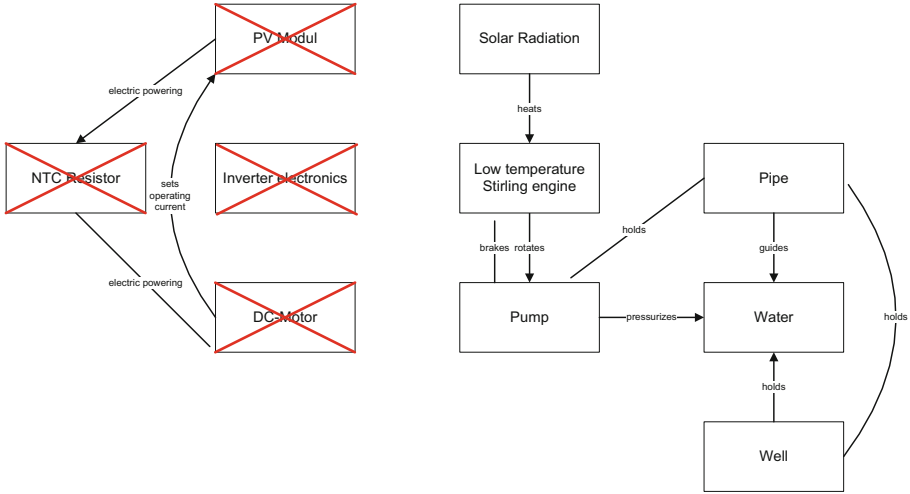 PV Modul
Solar Radiation
electric powering
heats
NTC Resistor
Inverter electronics
Low temperature
Stirling engine
Pipe
sets
operating
current
holds
brakes
rotates
guides
electric powering
DC-Motor
Pump
pressurizes
Water
holds
holds
Well